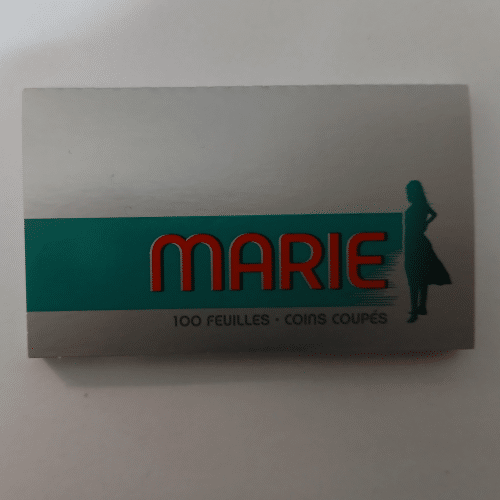 MARIE
100 FEUILLES · COINS COUPÉS